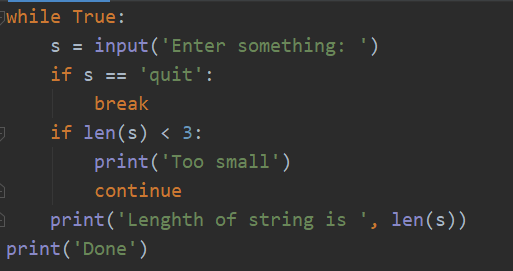 while True:
    s = input('Enter something: ')
    if s == 'quit':
        break
    if len(s) < 3:
        print('Too small')
        continue
    print('Lenghth of string is ', len(s))
print('Done')